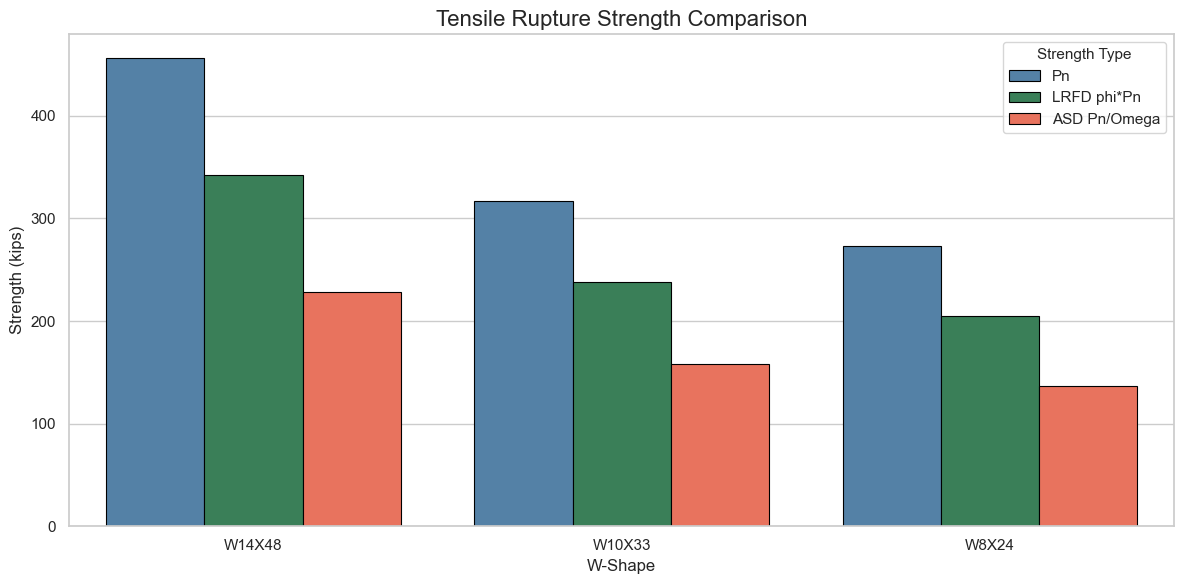 Tensile Rupture Strength Comparison
Strength Type
Pn
LRFD phi*Pn
ASD Pn/Omega
Strength (kips)
400
300
200
100
0
W14X48
W10X33
W8X24
W-Shape